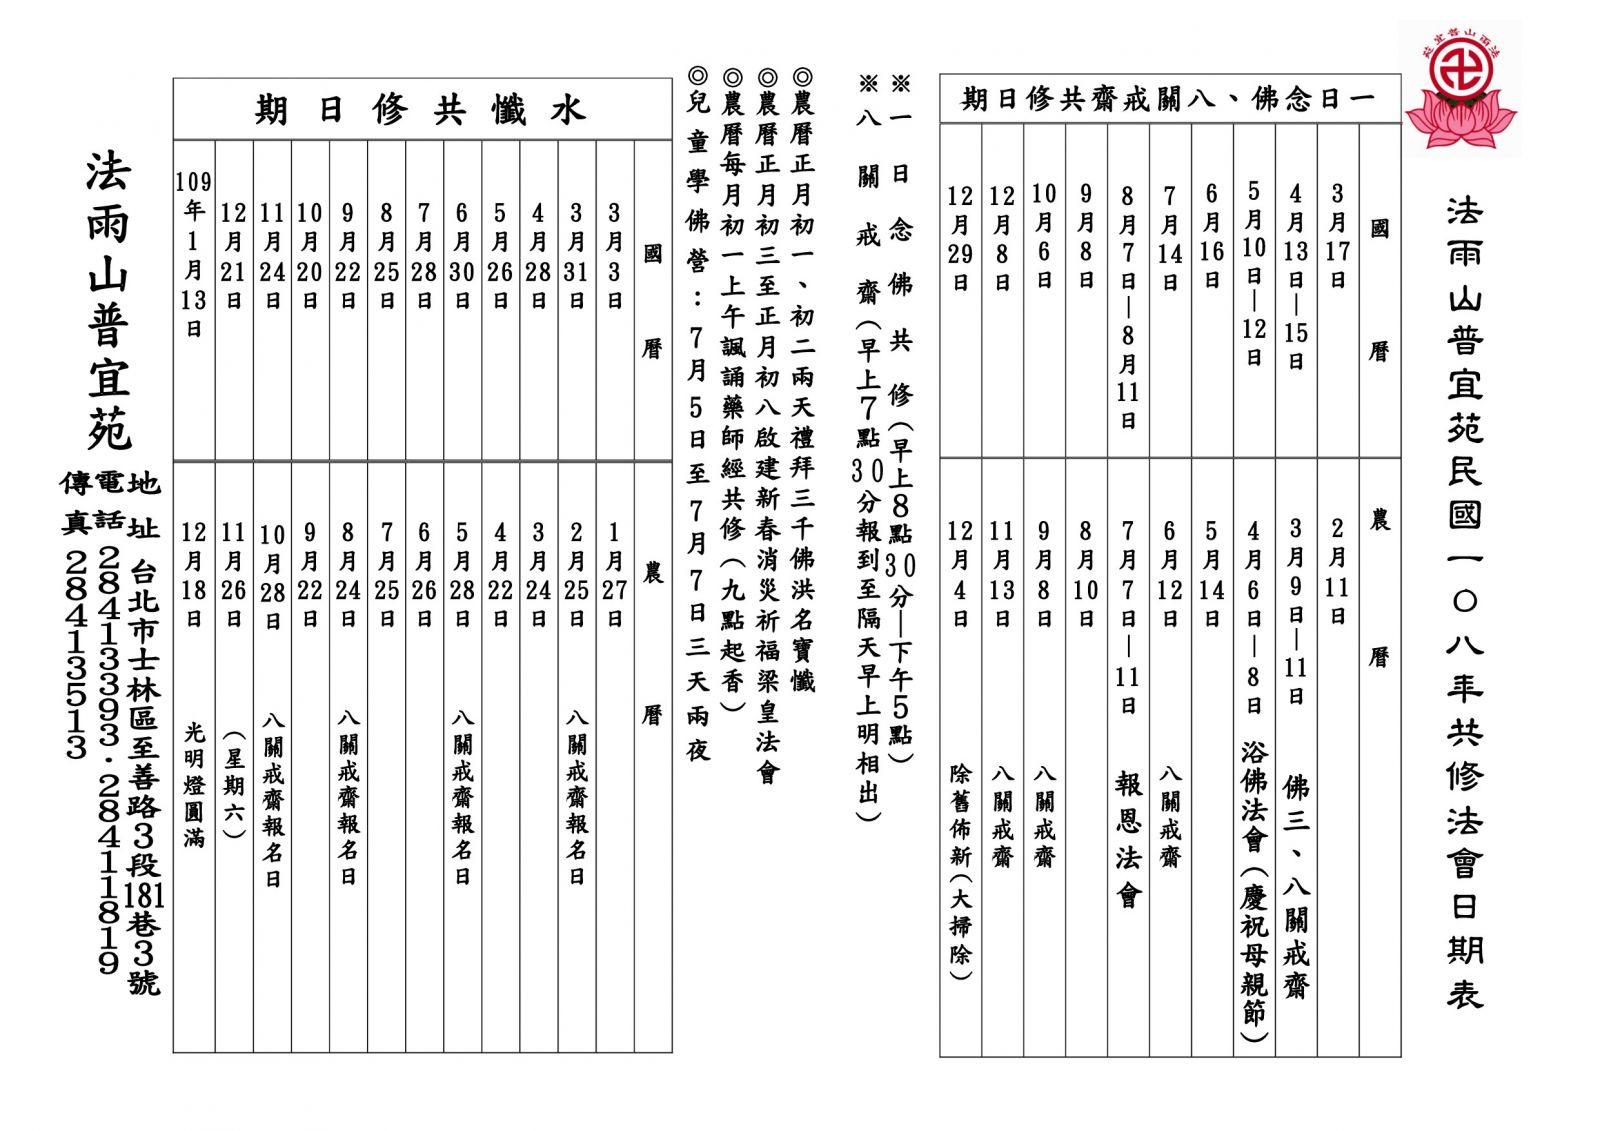 法雨山普宜苑
法雨山普宜苑民國一〇八年共修法會日期表
一日念佛、八關戒齋共修日期
國曆 農曆
3月17日 2月11日
4月13日—15日 3月9日—11日 佛三、八關戒齋
5月10日—12日 4月6日—8日 浴佛法會(慶祝母親節)
6月16日 5月14日
7月14日 6月12日 八關戒齋
8月7日—8月11日 7月7日—11日 報恩法會
9月8日 8月10日
10月6日 9月8日 八關戒齋
12月8日 11月13日 八關戒齋
12月29日 12月4日 除舊佈新(大掃除)
※一日念佛共修(早上8點30分—下午5點)
※八關戒齋(早上7點30分報到至隔天早上明相出)
◎農曆正月初一、初二兩天禮拜三千佛洪名寶懺
◎農曆正月初三至正月初八啟建新春消災祈福梁皇法會
◎農曆每月初一上午諷誦藥師經共修(九點起香)
◎兒童學佛營：7月5日至7月7日三天兩夜
水懺共修日期
國曆 農曆
3月3日 1月27日
3月31日 2月25日 八關戒齋報名日
4月28日 3月24日
5月26日 4月22日
6月30日 5月28日 八關戒齋報名日
7月28日 6月26日
8月25日 7月25日
9月22日 8月24日 八關戒齋報名日
10月20日 9月22日
11月24日 10月28日 八關戒齋報名日
12月21日 11月26日 (星期六)
109年1月13日 12月18日 光明燈圓滿
法雨山普宜苑
地址 台北市士林區至善路3段181巷3號
電話 28413393．28411819
傳真 28413513